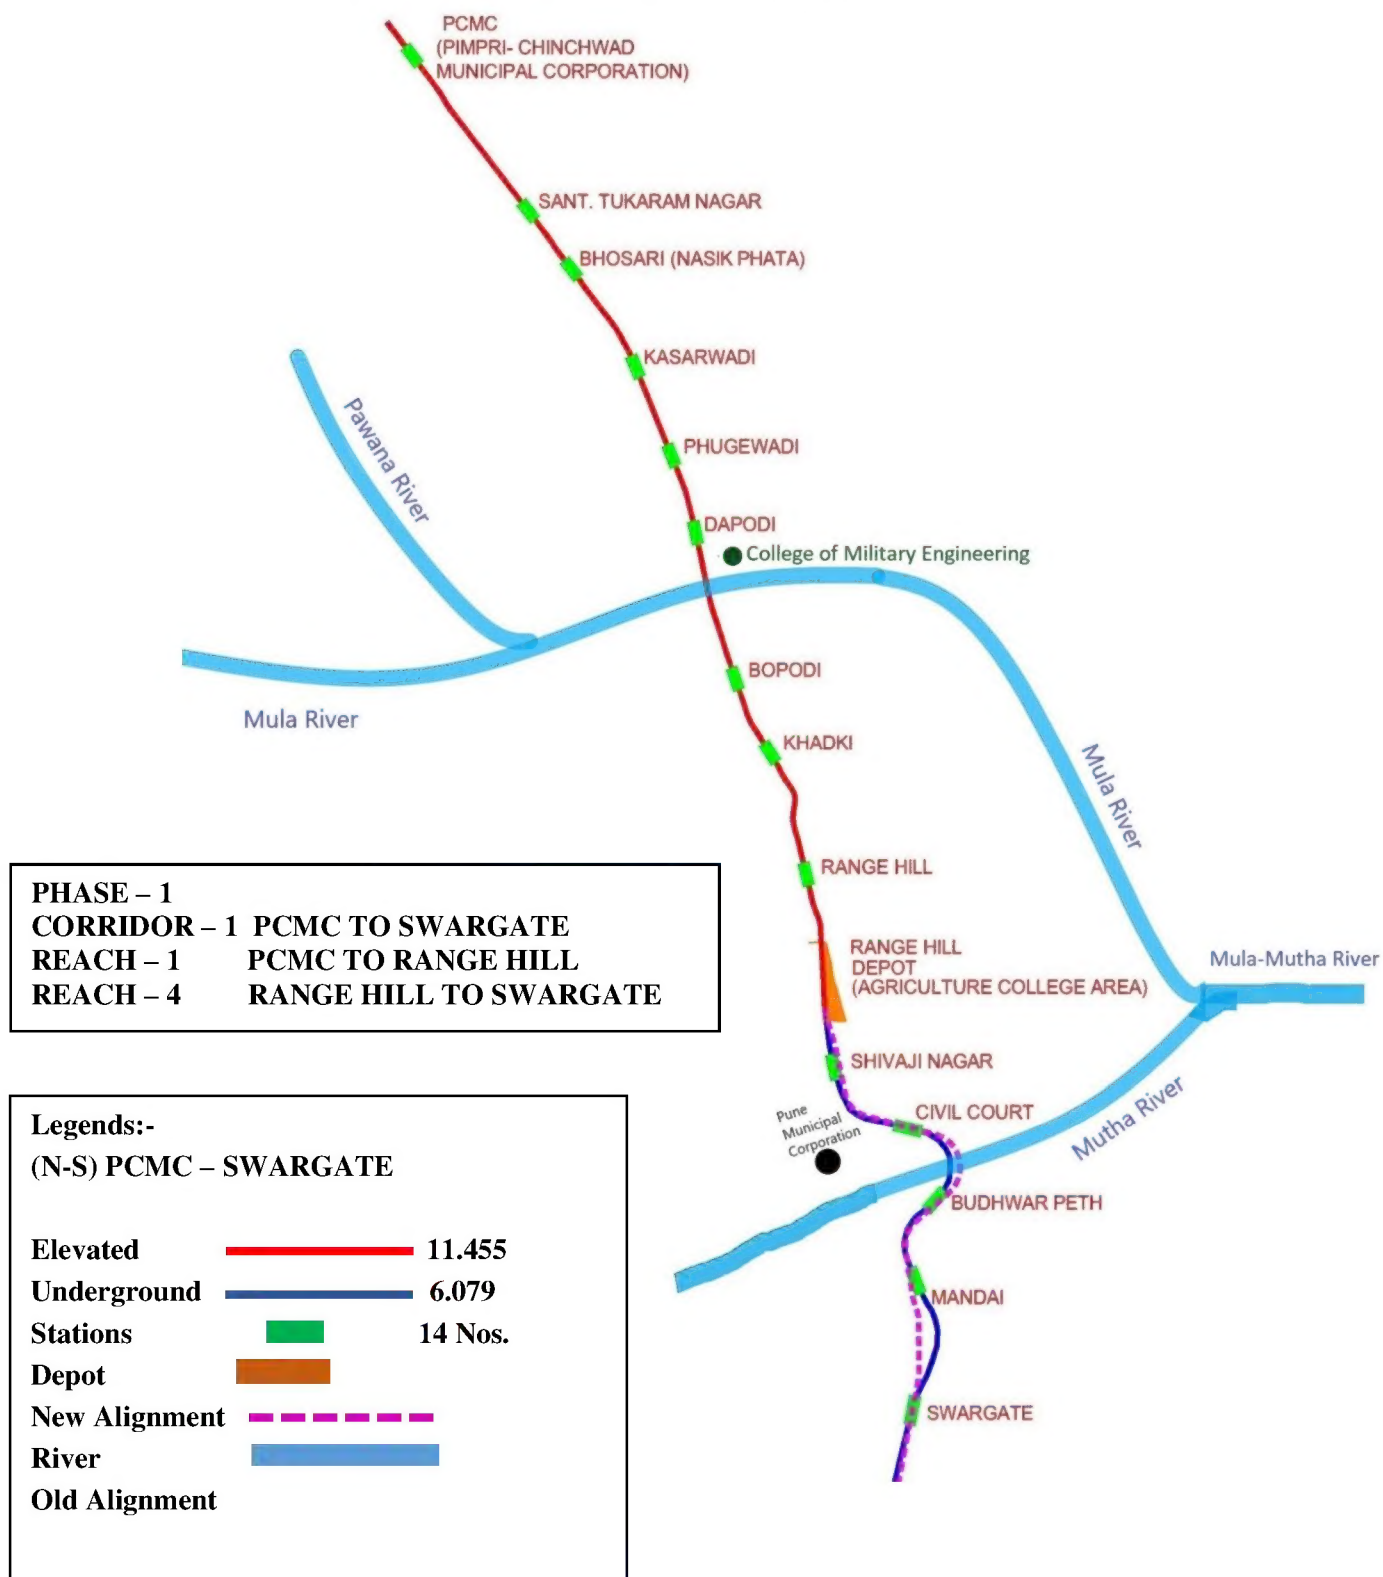 PCMC
(PIMPRI- CHINCHWAD
MUNICIPAL CORPORATION)
SANT. TUKARAM NAGAR
BHOSARI (NASIK PHATA)
KASARWADI
Pawana River
PHUGEWADI
DAPODI
College of Military Engineering
BOPODI
Mula River
KHADKI
Mula River
RANGE HILL
PHASE – 1
CORRIDOR – 1 PCMC TO SWARGATE
REACH – 1 PCMC TO RANGE HILL
REACH – 4 RANGE HILL TO SWARGATE
RANGE HILL
DEPOT
(AGRICULTURE COLLEGE AREA)
Mula-Mutha River
SHIVAJI NAGAR
CIVIL COURT
Pune
Municipal
Corporation
Mutha River
BUDHWAR PETH
MANDAI
SWARGATE
Legends:-
(N-S) PCMC – SWARGATE
Elevated 11.455
Underground 6.079
Stations 14 Nos.
Depot
New Alignment
River
Old Alignment